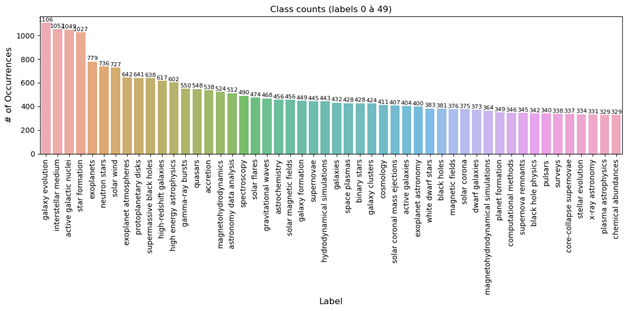 Class counts (labels 0 à 49)
# of Occurrences
1000
800
600
400
200
0
1106
1052
1049
1027
779
736
727
642
641
638
617
602
550
548
538
524
512
490
474
468
456
456
449
445
443
432
428
428
424
411
407
404
400
383
381
376
375
373
364
349
346
345
342
340
338
337
334
331
329
329
galaxy evolution
interstellar medium
active galactic nuclei
star formation
exoplanets
neutron stars
solar wind
exoplanet atmospheres
protoplanetary disks
supermassive black holes
high-redshift galaxies
high energy astrophysics
gamma-ray bursts
quasars
accretion
magnetohydrodynamics
astronomy data analysis
spectroscopy
solar flares
gravitational waves
astrochemistry
solar magnetic fields
galaxy formation
supernovae
hydrodynamical simulations
galaxies
space plasmas
binary stars
galaxy clusters
cosmology
solar coronal mass ejections
active galaxies
exoplanet astronomy
white dwarf stars
black holes
magnetic fields
solar corona
dwarf galaxies
magnetohydrodynamical simulations
planet formation
computational methods
supernova remnants
black hole physics
pulsars
surveys
core-collapse supernovae
stellar evolution
x-ray astronomy
plasma astrophysics
chemical abundances
Label